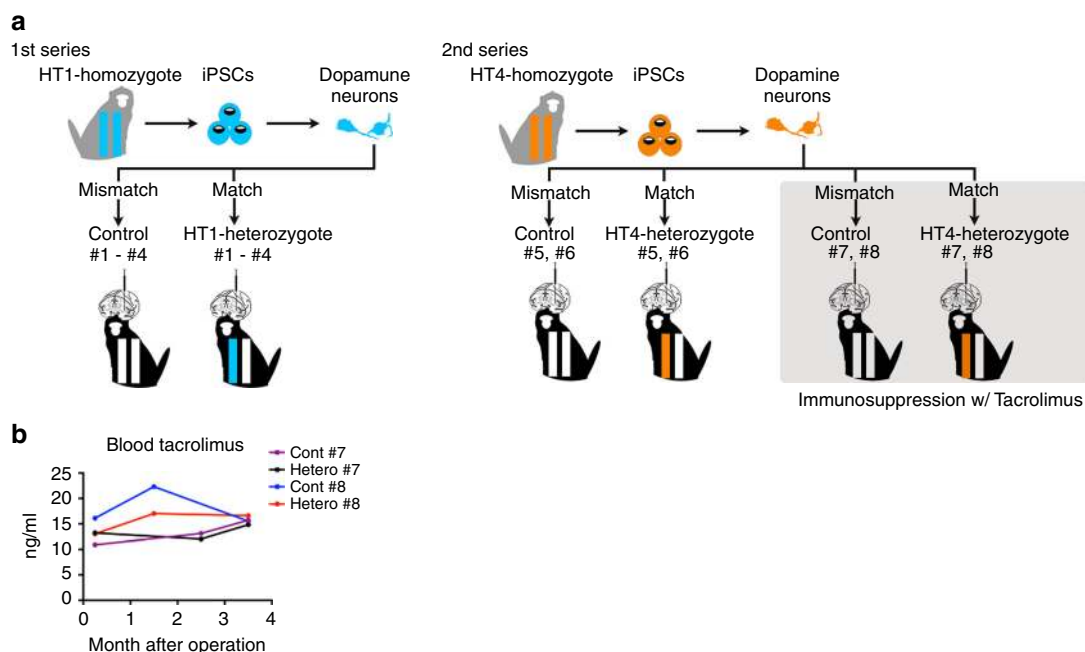 a
1st series
HT1-homozygote
iPSCs
Dopamune
neurons
Mismatch
Match
Control
#1 - #4
HT1-heterozygote
#1 - #4
2nd series
HT4-homozygote
iPSCs
Dopamine
neurons
Mismatch
Match
Mismatch
Match
Control
#5, #6
HT4-heterozygote
#5, #6
Control
#7, #8
HT4-heterozygote
#7, #8
Immunosuppression w/ Tacrolimus
b
Blood tacrolimus
Cont #7
Hetero #7
Cont #8
Hetero #8
ng/ml
25
20
15
10
5
0
0 1 2 3 4
Month after operation